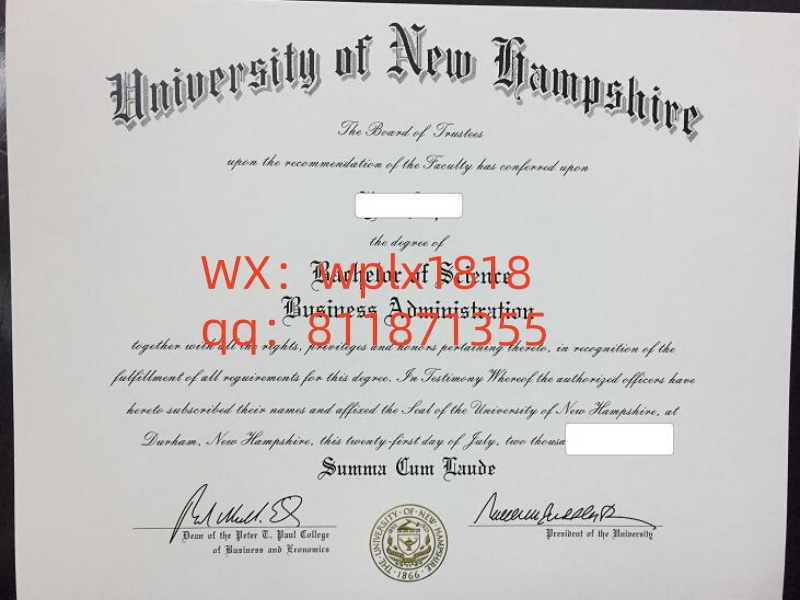 University of New Hampshire
The Board of Trustees
upon the recommendation of the Faculty has conferred upon
the degree of
WX：wplx1818
Bachelor of Science
Business Administration
qq：811871355
together with all the rights, privileges and honors pertaining thereto, in recognition of the
fulfillment of all requirements for this degree. In Testimony Whereof the authorized officers have
hereto subscribed their names and affixed the Seal of the University of New Hampshire, at
Durham, New Hampshire, this twenty-first day of July, two thousa
Summa Cum Laude
Dean of the Peter T. Paul College
of Business and Economics
THE·UNIVERSITY·OF·NEW·HAMPSHIRE
·1866·
President of the University